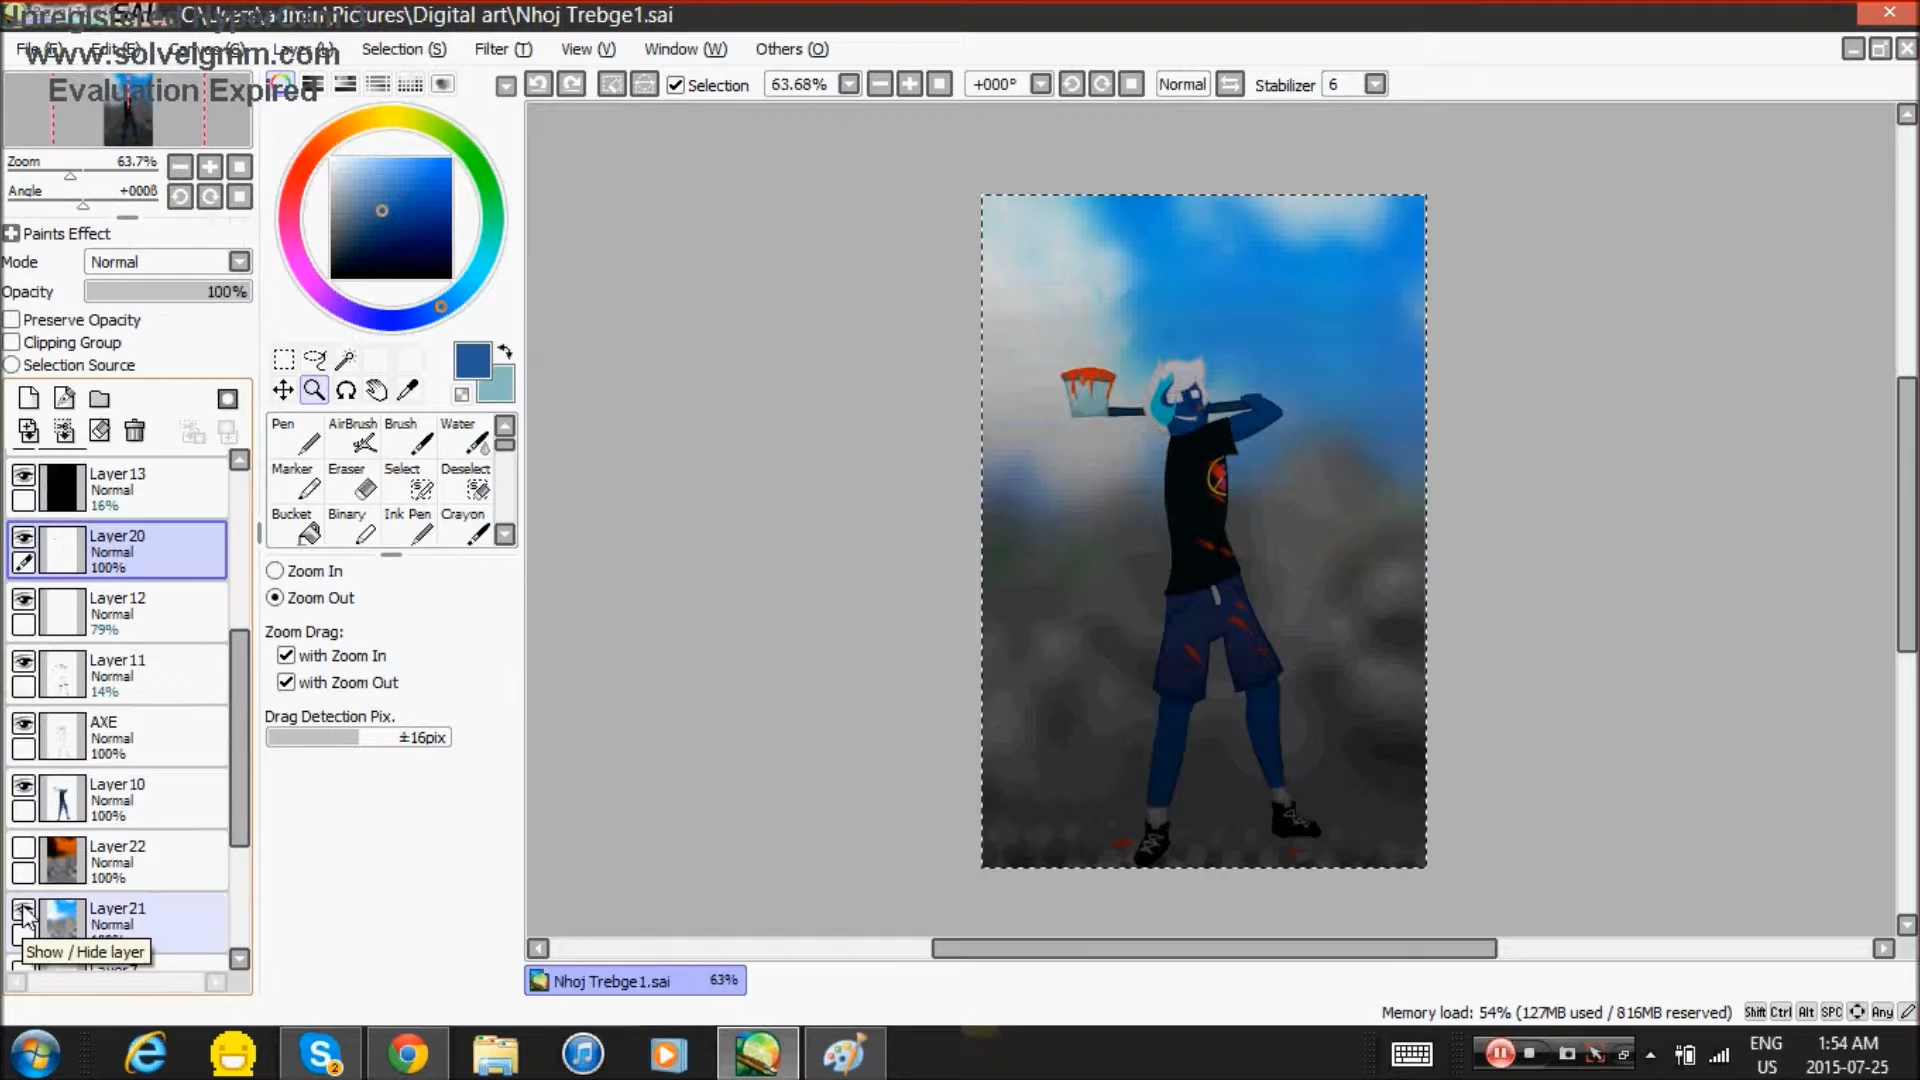 C:\Users\admin\Pictures\Digital art\Nhoj Trebge1.sai
www.solveigmm.com
Evaluation Expired
Selection (S)
Filter (T)
View (V)
Window (W)
Others (O)
Selection
63.68%
+000°
Normal
Stabilizer
6
Zoom
63.7%
Angle
+000ß
Paints Effect
Mode
Normal
Opacity
100%
Preserve Opacity
Clipping Group
Selection Source
Layer13
Normal
16%
Layer20
Normal
100%
Layer12
Normal
79%
Layer11
Normal
14%
AXE
Normal
100%
Layer10
Normal
100%
Layer22
Normal
100%
Layer21
Normal
Show / Hide layer
Pen
AirBrush
Brush
Water
Marker
Eraser
Select
Deselect
Bucket
Binary
Ink Pen
Crayon
Zoom In
Zoom Out
Zoom Drag:
with Zoom In
with Zoom Out
Drag Detection Pix.
±16pix
Nhoj Trebge1.sai
63%
Memory load: 54% (127MB used / 816MB reserved)
Shift Ctrl Alt SPC Any
2
ENG
US
1:54 AM
2015-07-25